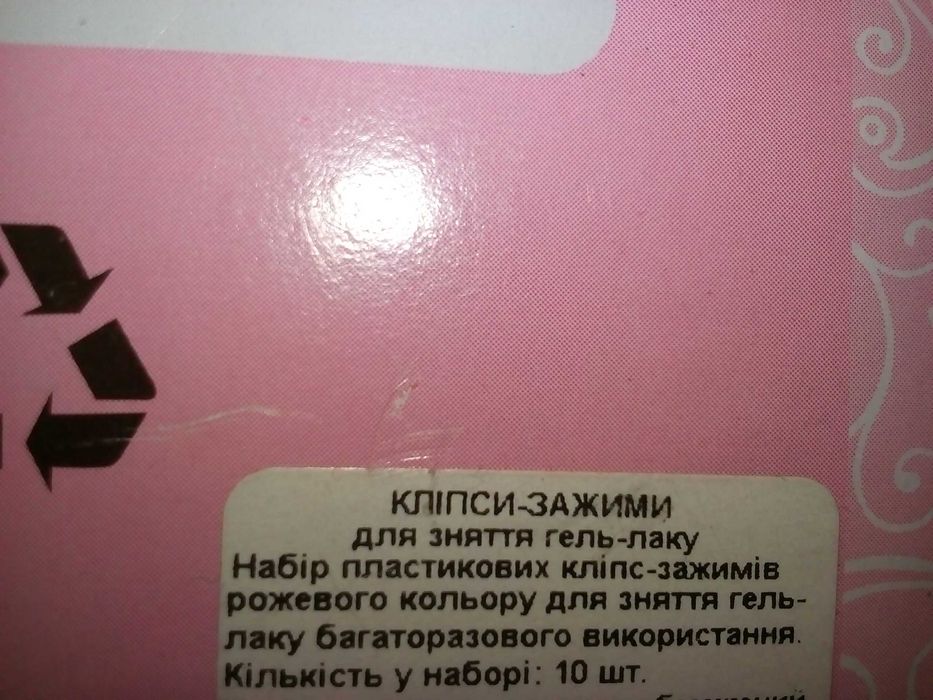 КЛІПСИ-ЗАЖИМИ
для зняття гель-лаку
Набір пластикових кліпс-зажимів
рожевого кольору для зняття гель-
лаку багаторазового використання.
Кількість у наборі: 10 шт.